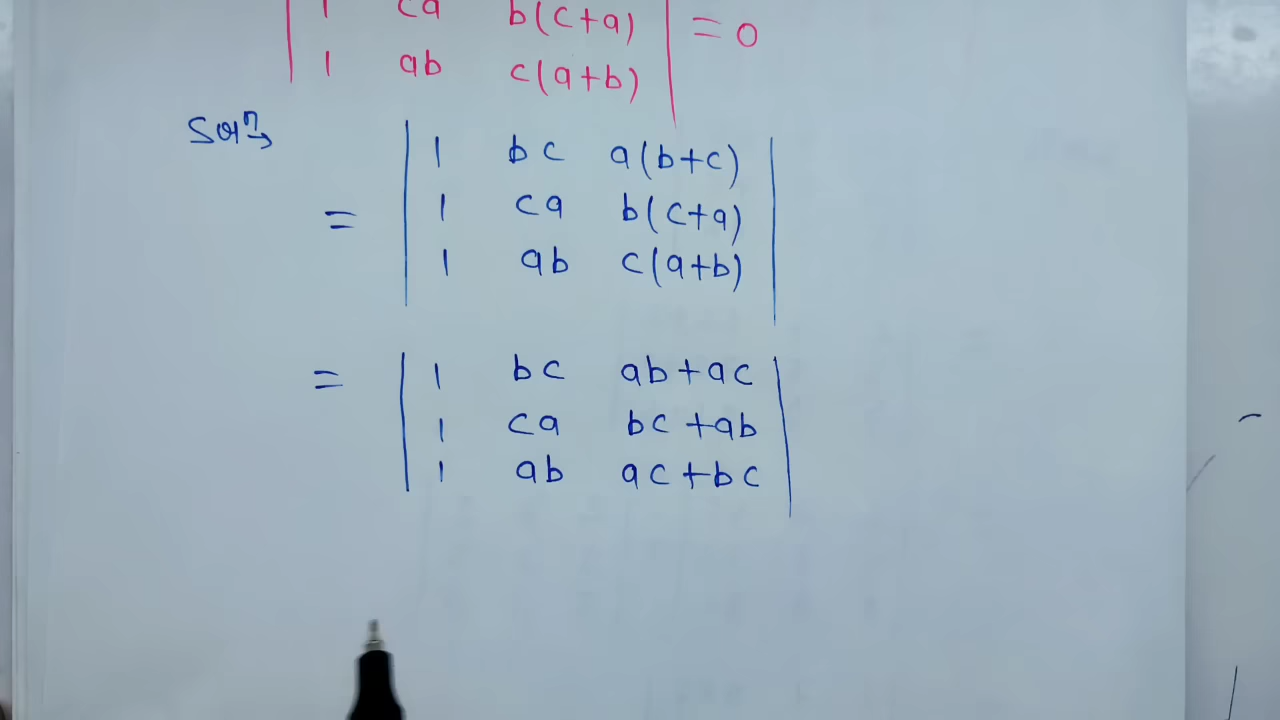 1 ca b(c+a) = 0
1 ab c(a+b)
Solⁿ→
1 bc a(b+c)
= 1 ca b(c+a)
1 ab c(a+b)
= 1 bc ab+ac
1 ca bc+ab
1 ab ac+bc